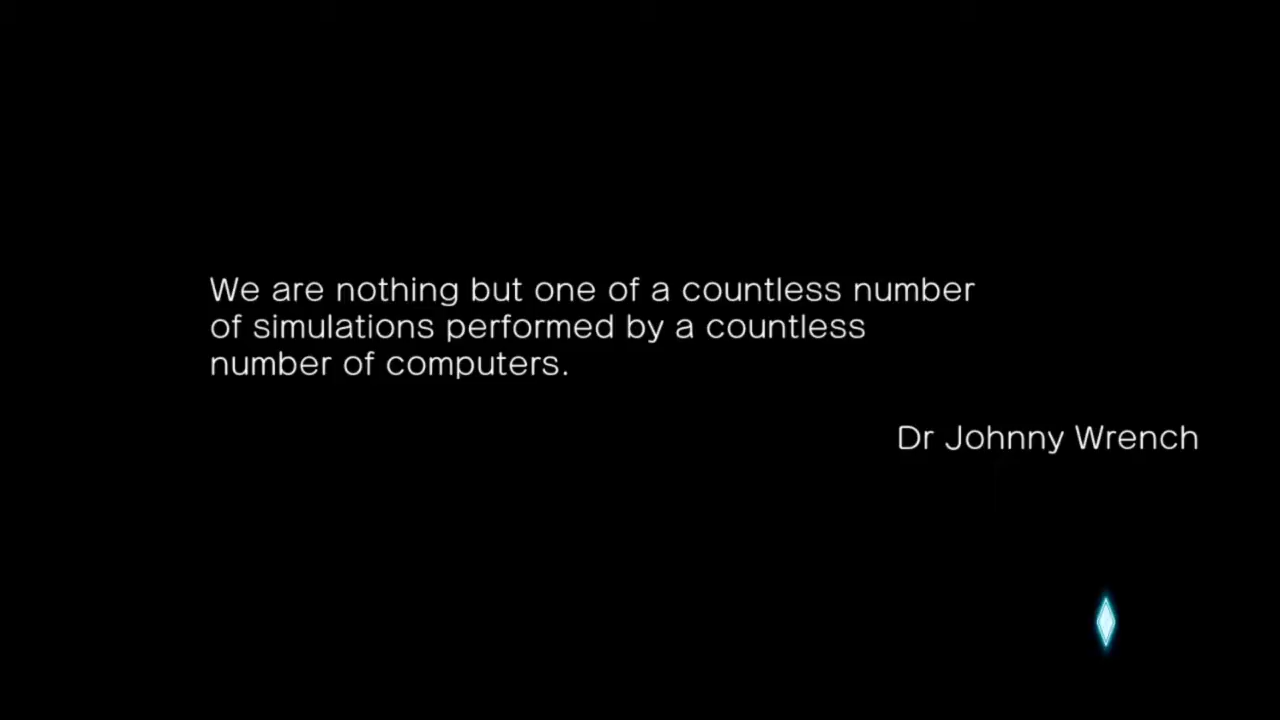 We are nothing but one of a countless number
of simulations performed by a countless
number of computers.
Dr Johnny Wrench